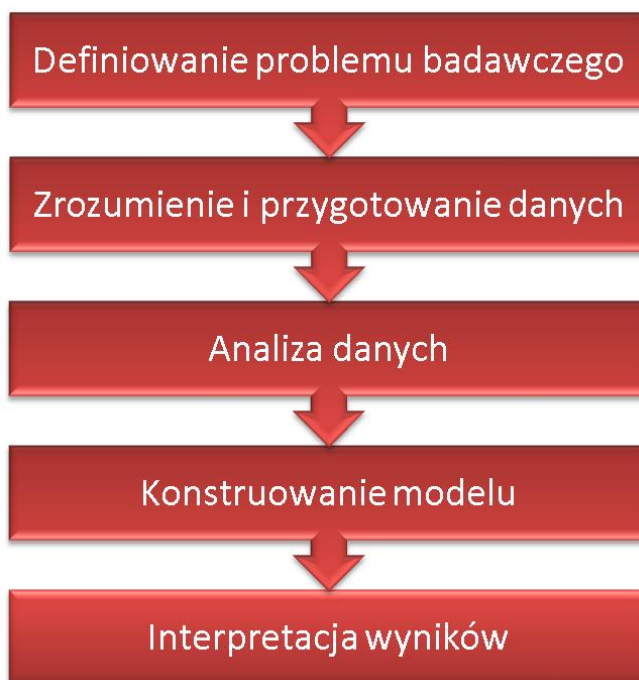 Definiowanie problemu badawczego
Zrozumienie i przygotowanie danych
Analiza danych
Konstruowanie modelu
Interpretacja wyników